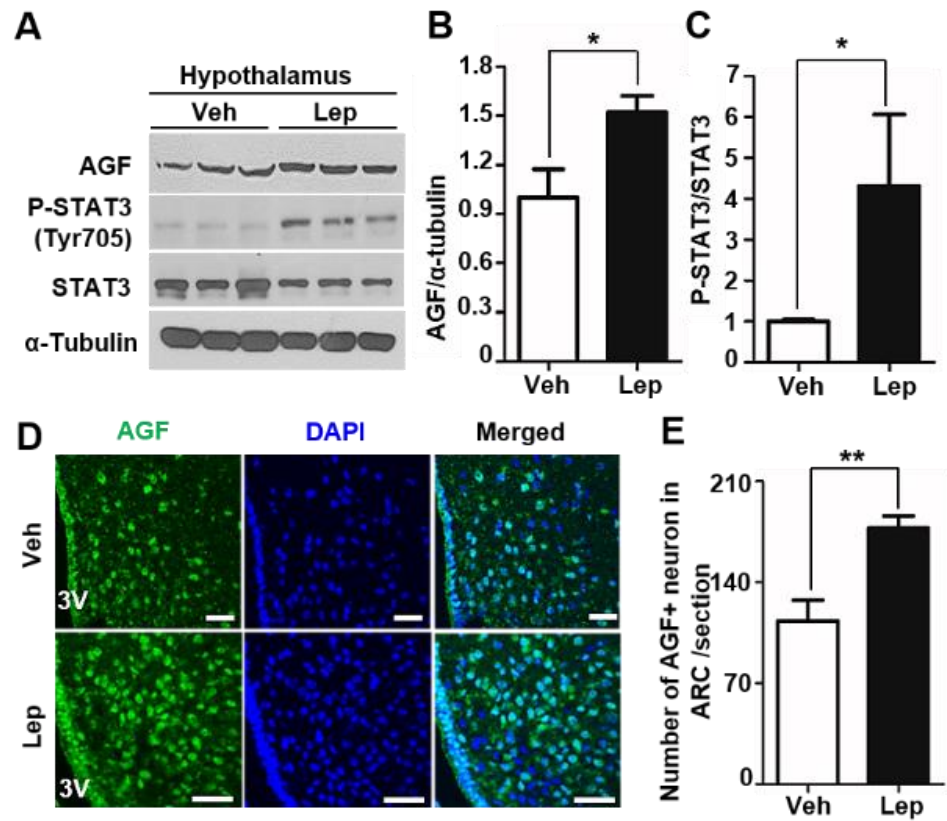 A
Hypothalamus
Veh Lep
AGF
P-STAT3
(Tyr705)
STAT3
α-Tubulin
B
*
AGF/α-tubulin
1.8
1.5
1.2
0.9
0.6
0.3
0
Veh Lep
C
*
P-STAT3/STAT3
7
6
5
4
3
2
1
0
Veh Lep
D
AGF DAPI Merged
Veh
3V
Lep
3V
E
**
Number of AGF+ neuron in
ARC /section
210
140
70
0
Veh Lep